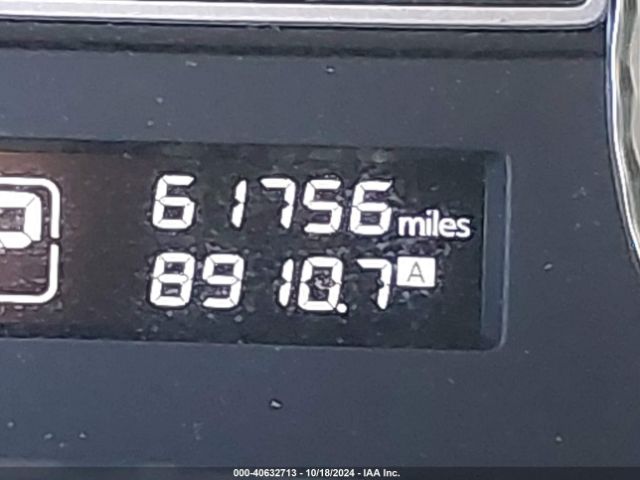 P
61756 miles
8910.7 A
000-40632713 - 10/18/2024 - IAA Inc.